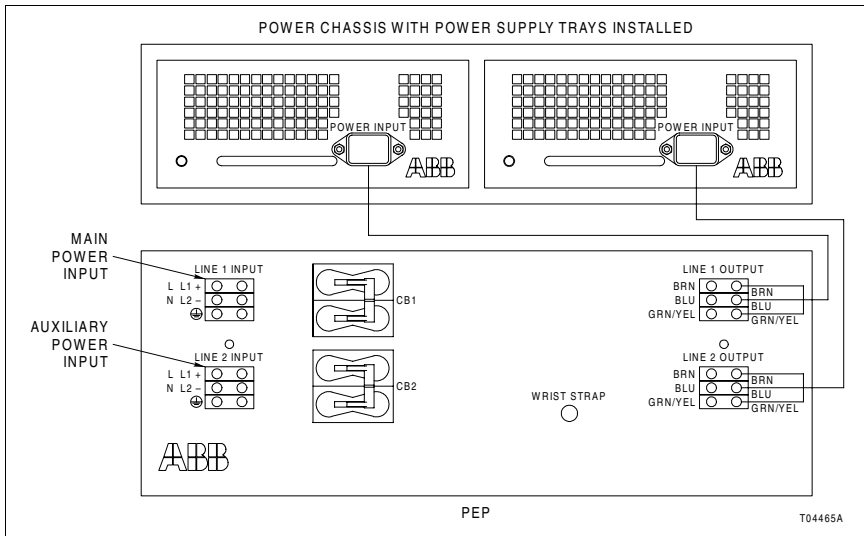 POWER CHASSIS WITH POWER SUPPLY TRAYS INSTALLED
POWER INPUT
ABB
POWER INPUT
ABB
MAIN
POWER
INPUT
LINE 1 INPUT
L L1 +
N L2 −
CB1
LINE 1 OUTPUT
BRN
BLU
GRN/YEL
BRN
BLU
GRN/YEL
AUXILIARY
POWER
INPUT
LINE 2 INPUT
L L1 +
N L2 −
CB2
WRIST STRAP
LINE 2 OUTPUT
BRN
BLU
GRN/YEL
BRN
BLU
GRN/YEL
ABB
PEP
T04465A